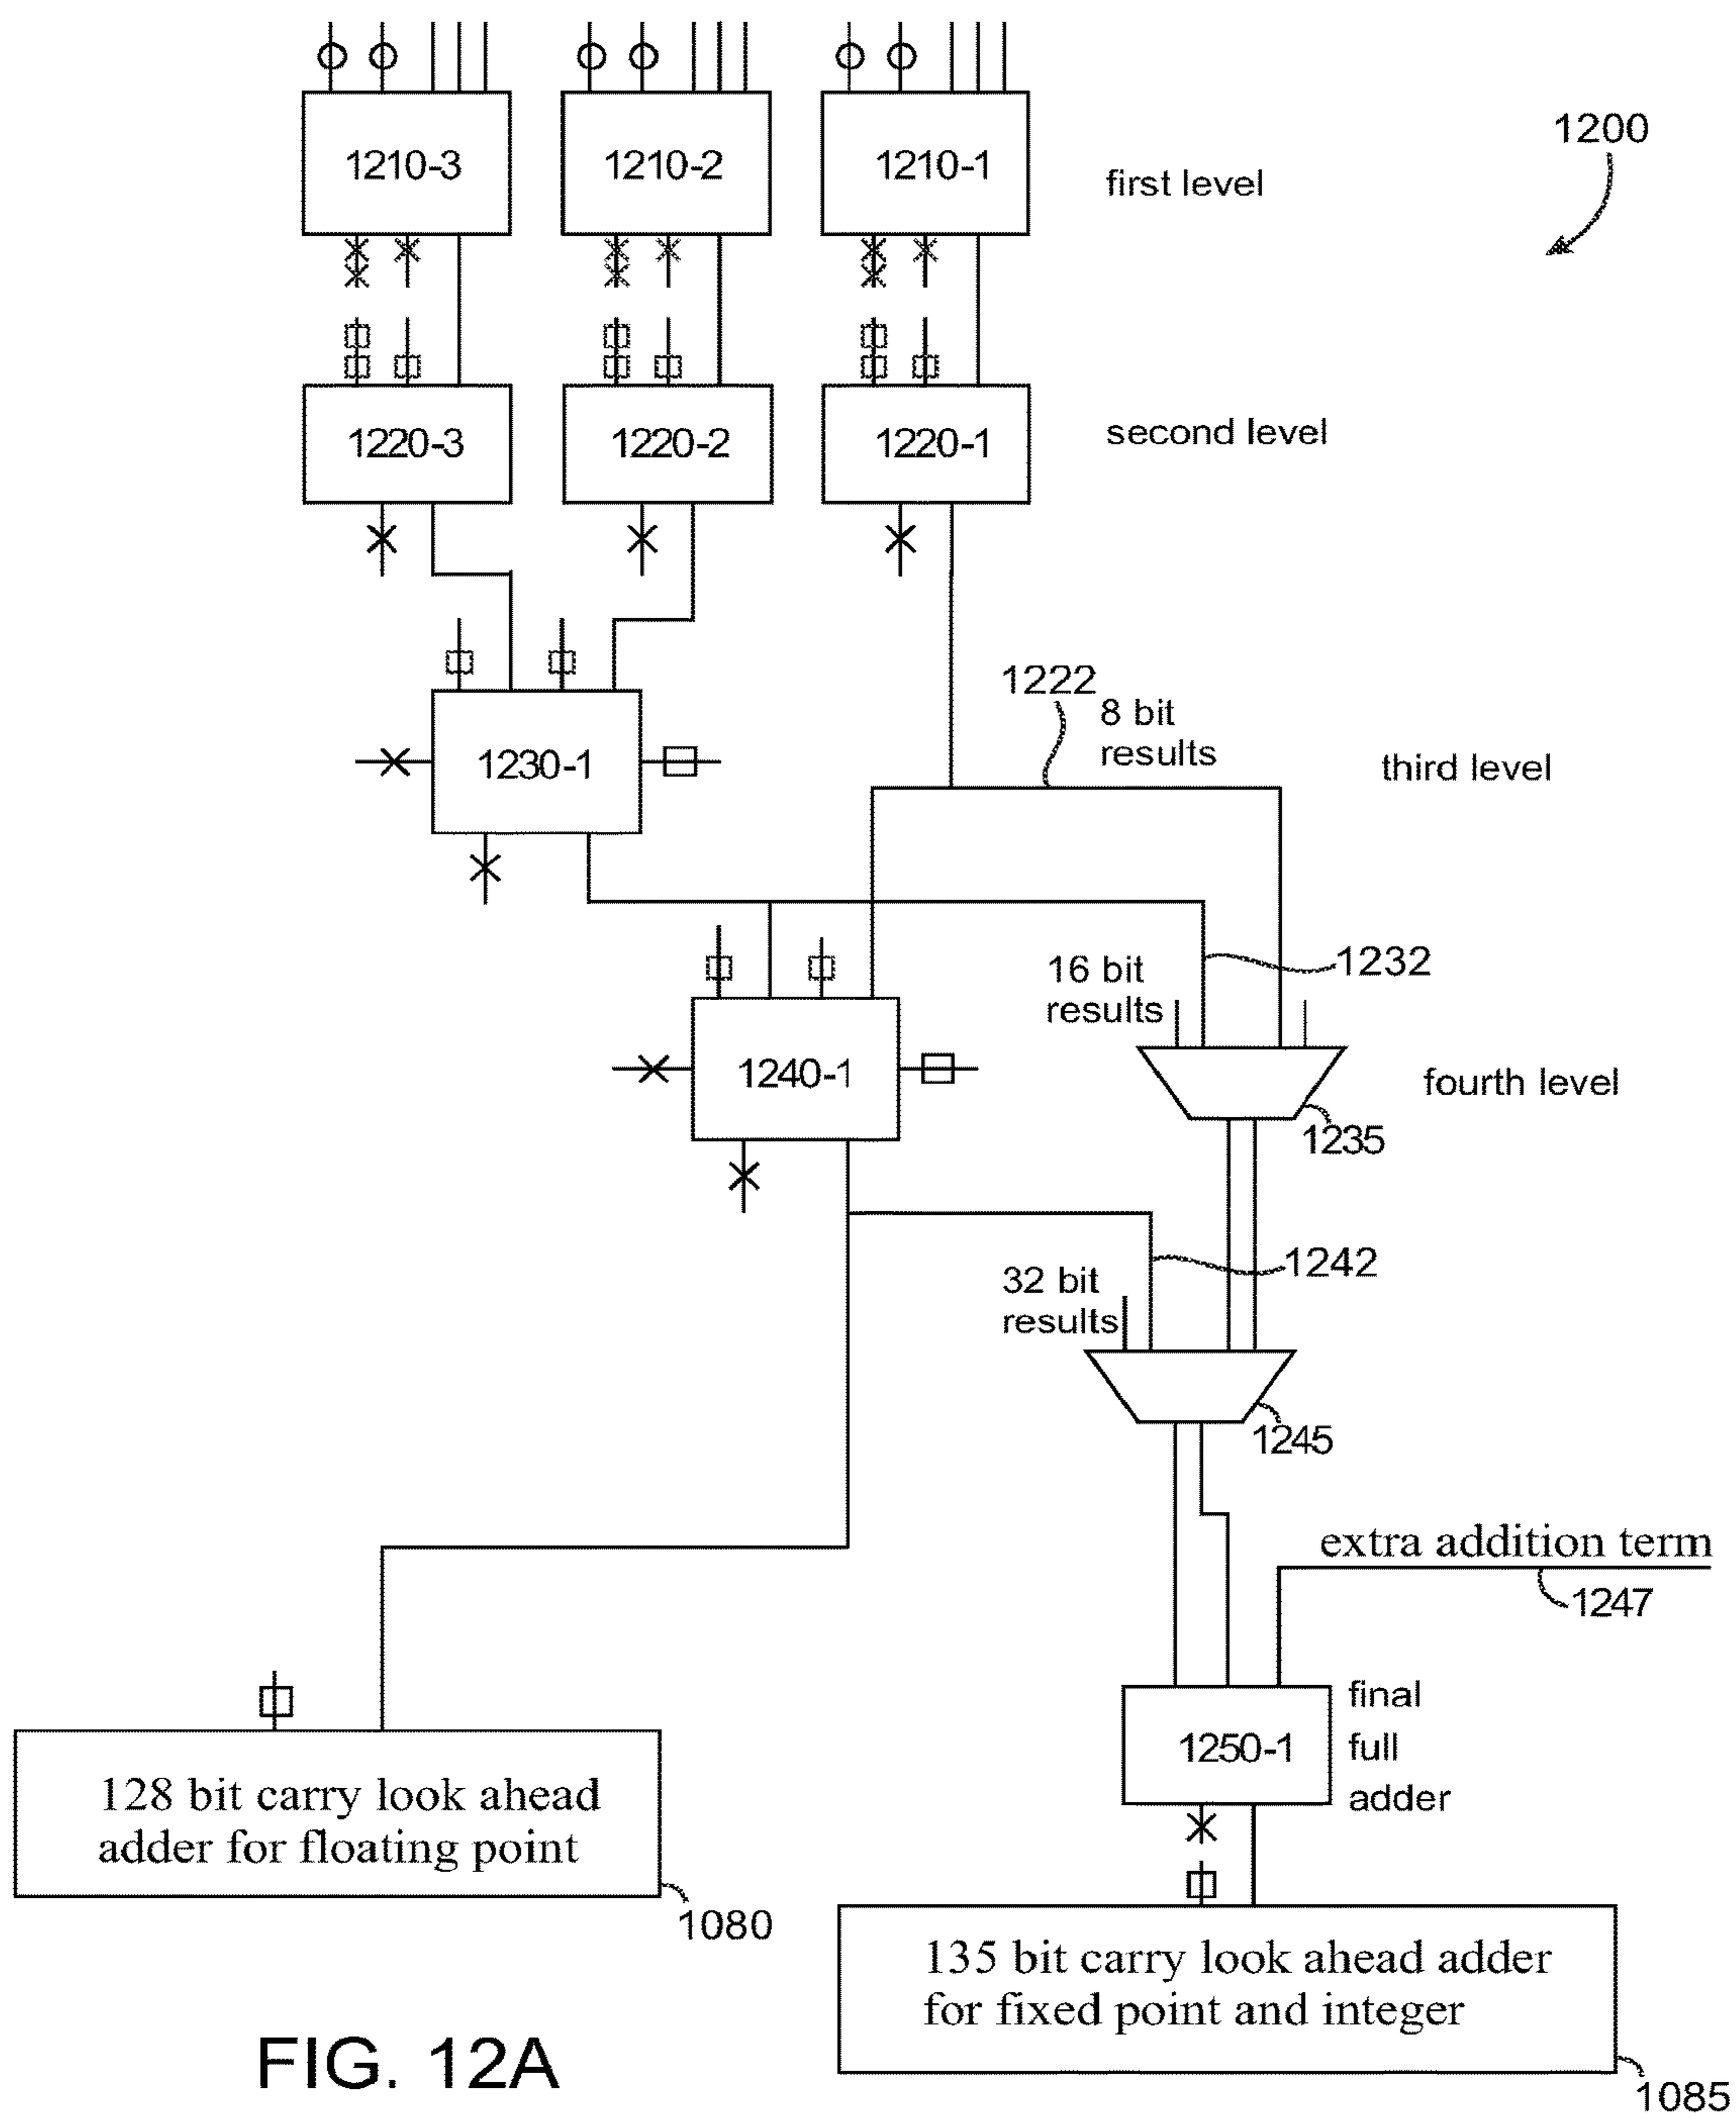 1200
1210-3
1210-2
1210-1
first level
1220-3
1220-2
1220-1
second level
1222
8 bit
results
1230-1
third level
1232
16 bit
results
1240-1
fourth level
1235
1242
32 bit
results
1245
extra addition term
1247
1250-1
final
full
adder
128 bit carry look ahead
adder for floating point
1080
135 bit carry look ahead adder
for fixed point and integer
1085
FIG. 12A